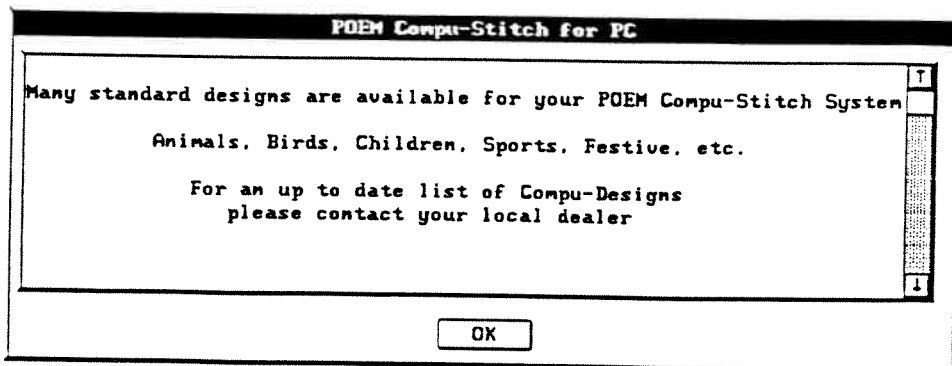 POEM Compu-Stitch for PC
Many standard designs are available for your POEM Compu-Stitch System
Animals, Birds, Children, Sports, Festive, etc.
For an up to date list of Compu-Designs
please contact your local dealer
OK